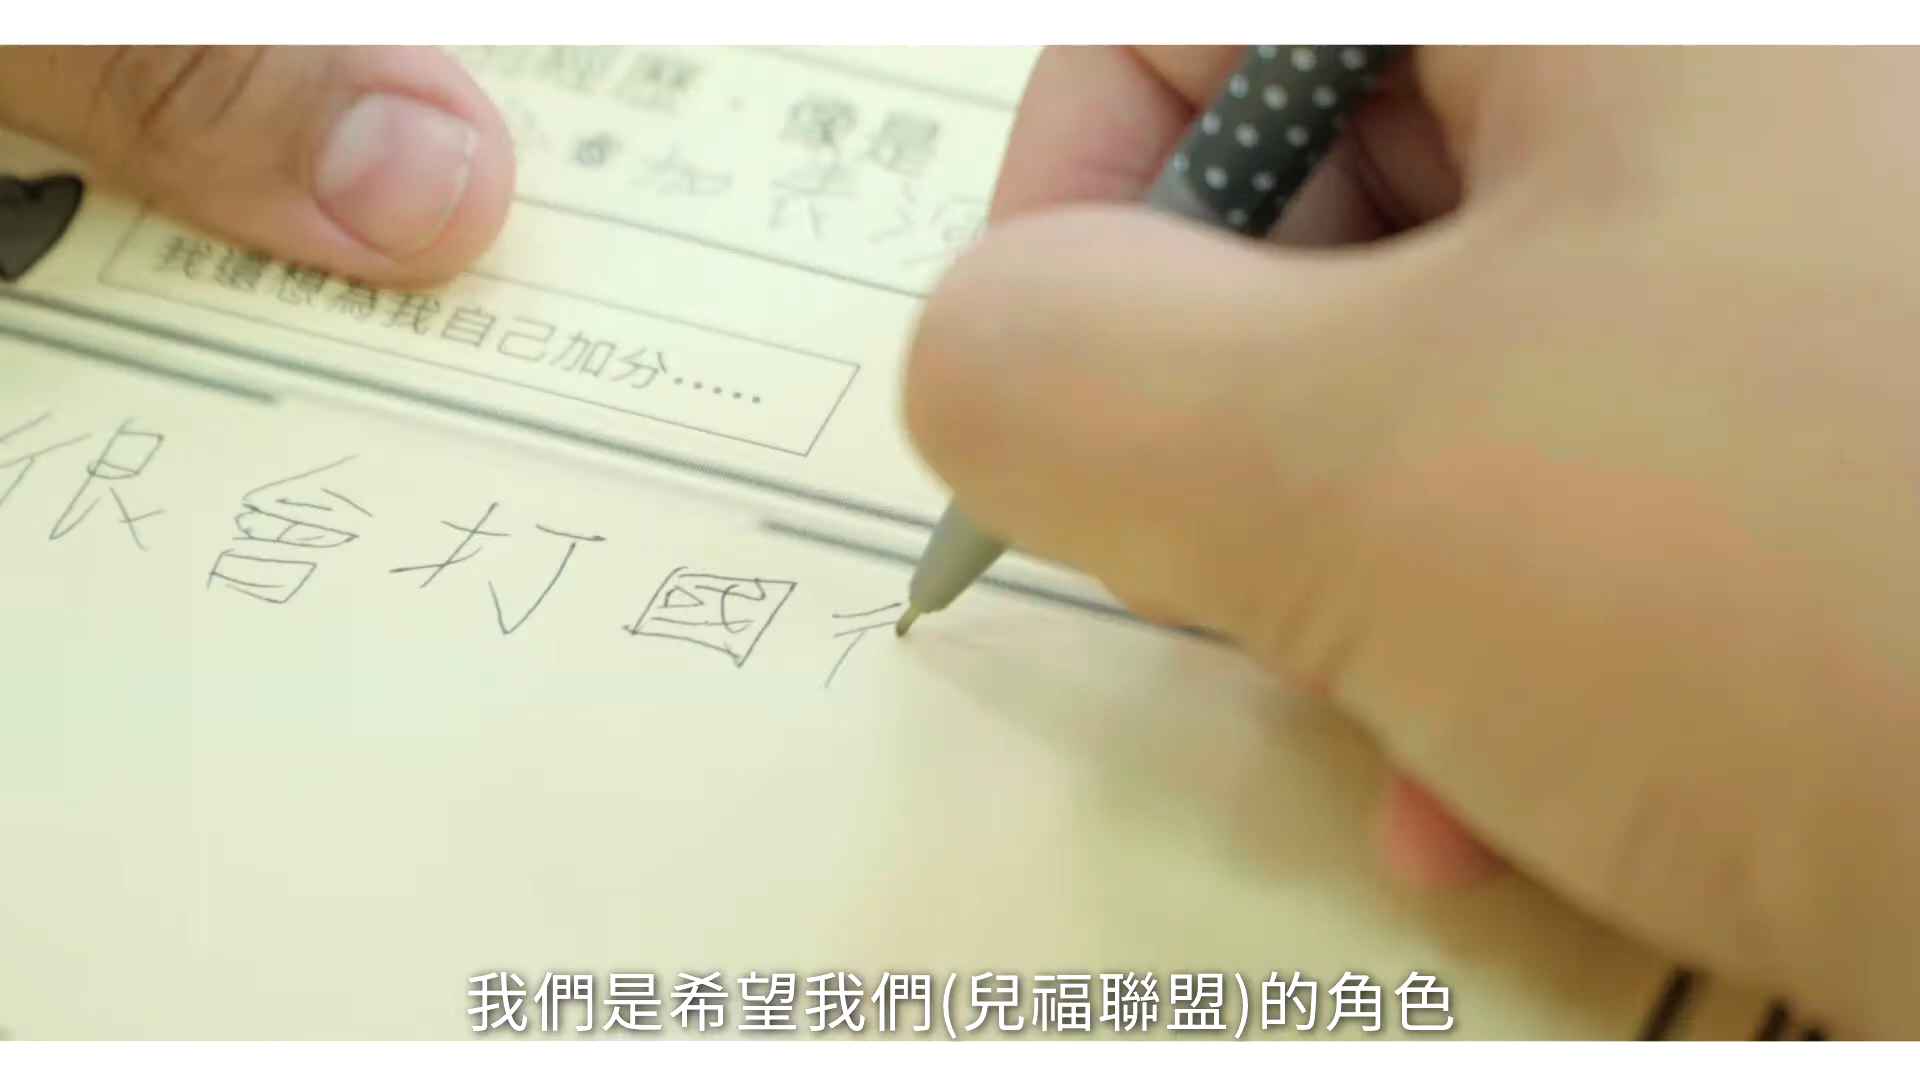 經歷，像是
我還想為我自己加分……
很會打國
我們是希望我們(兒福聯盟)的角色